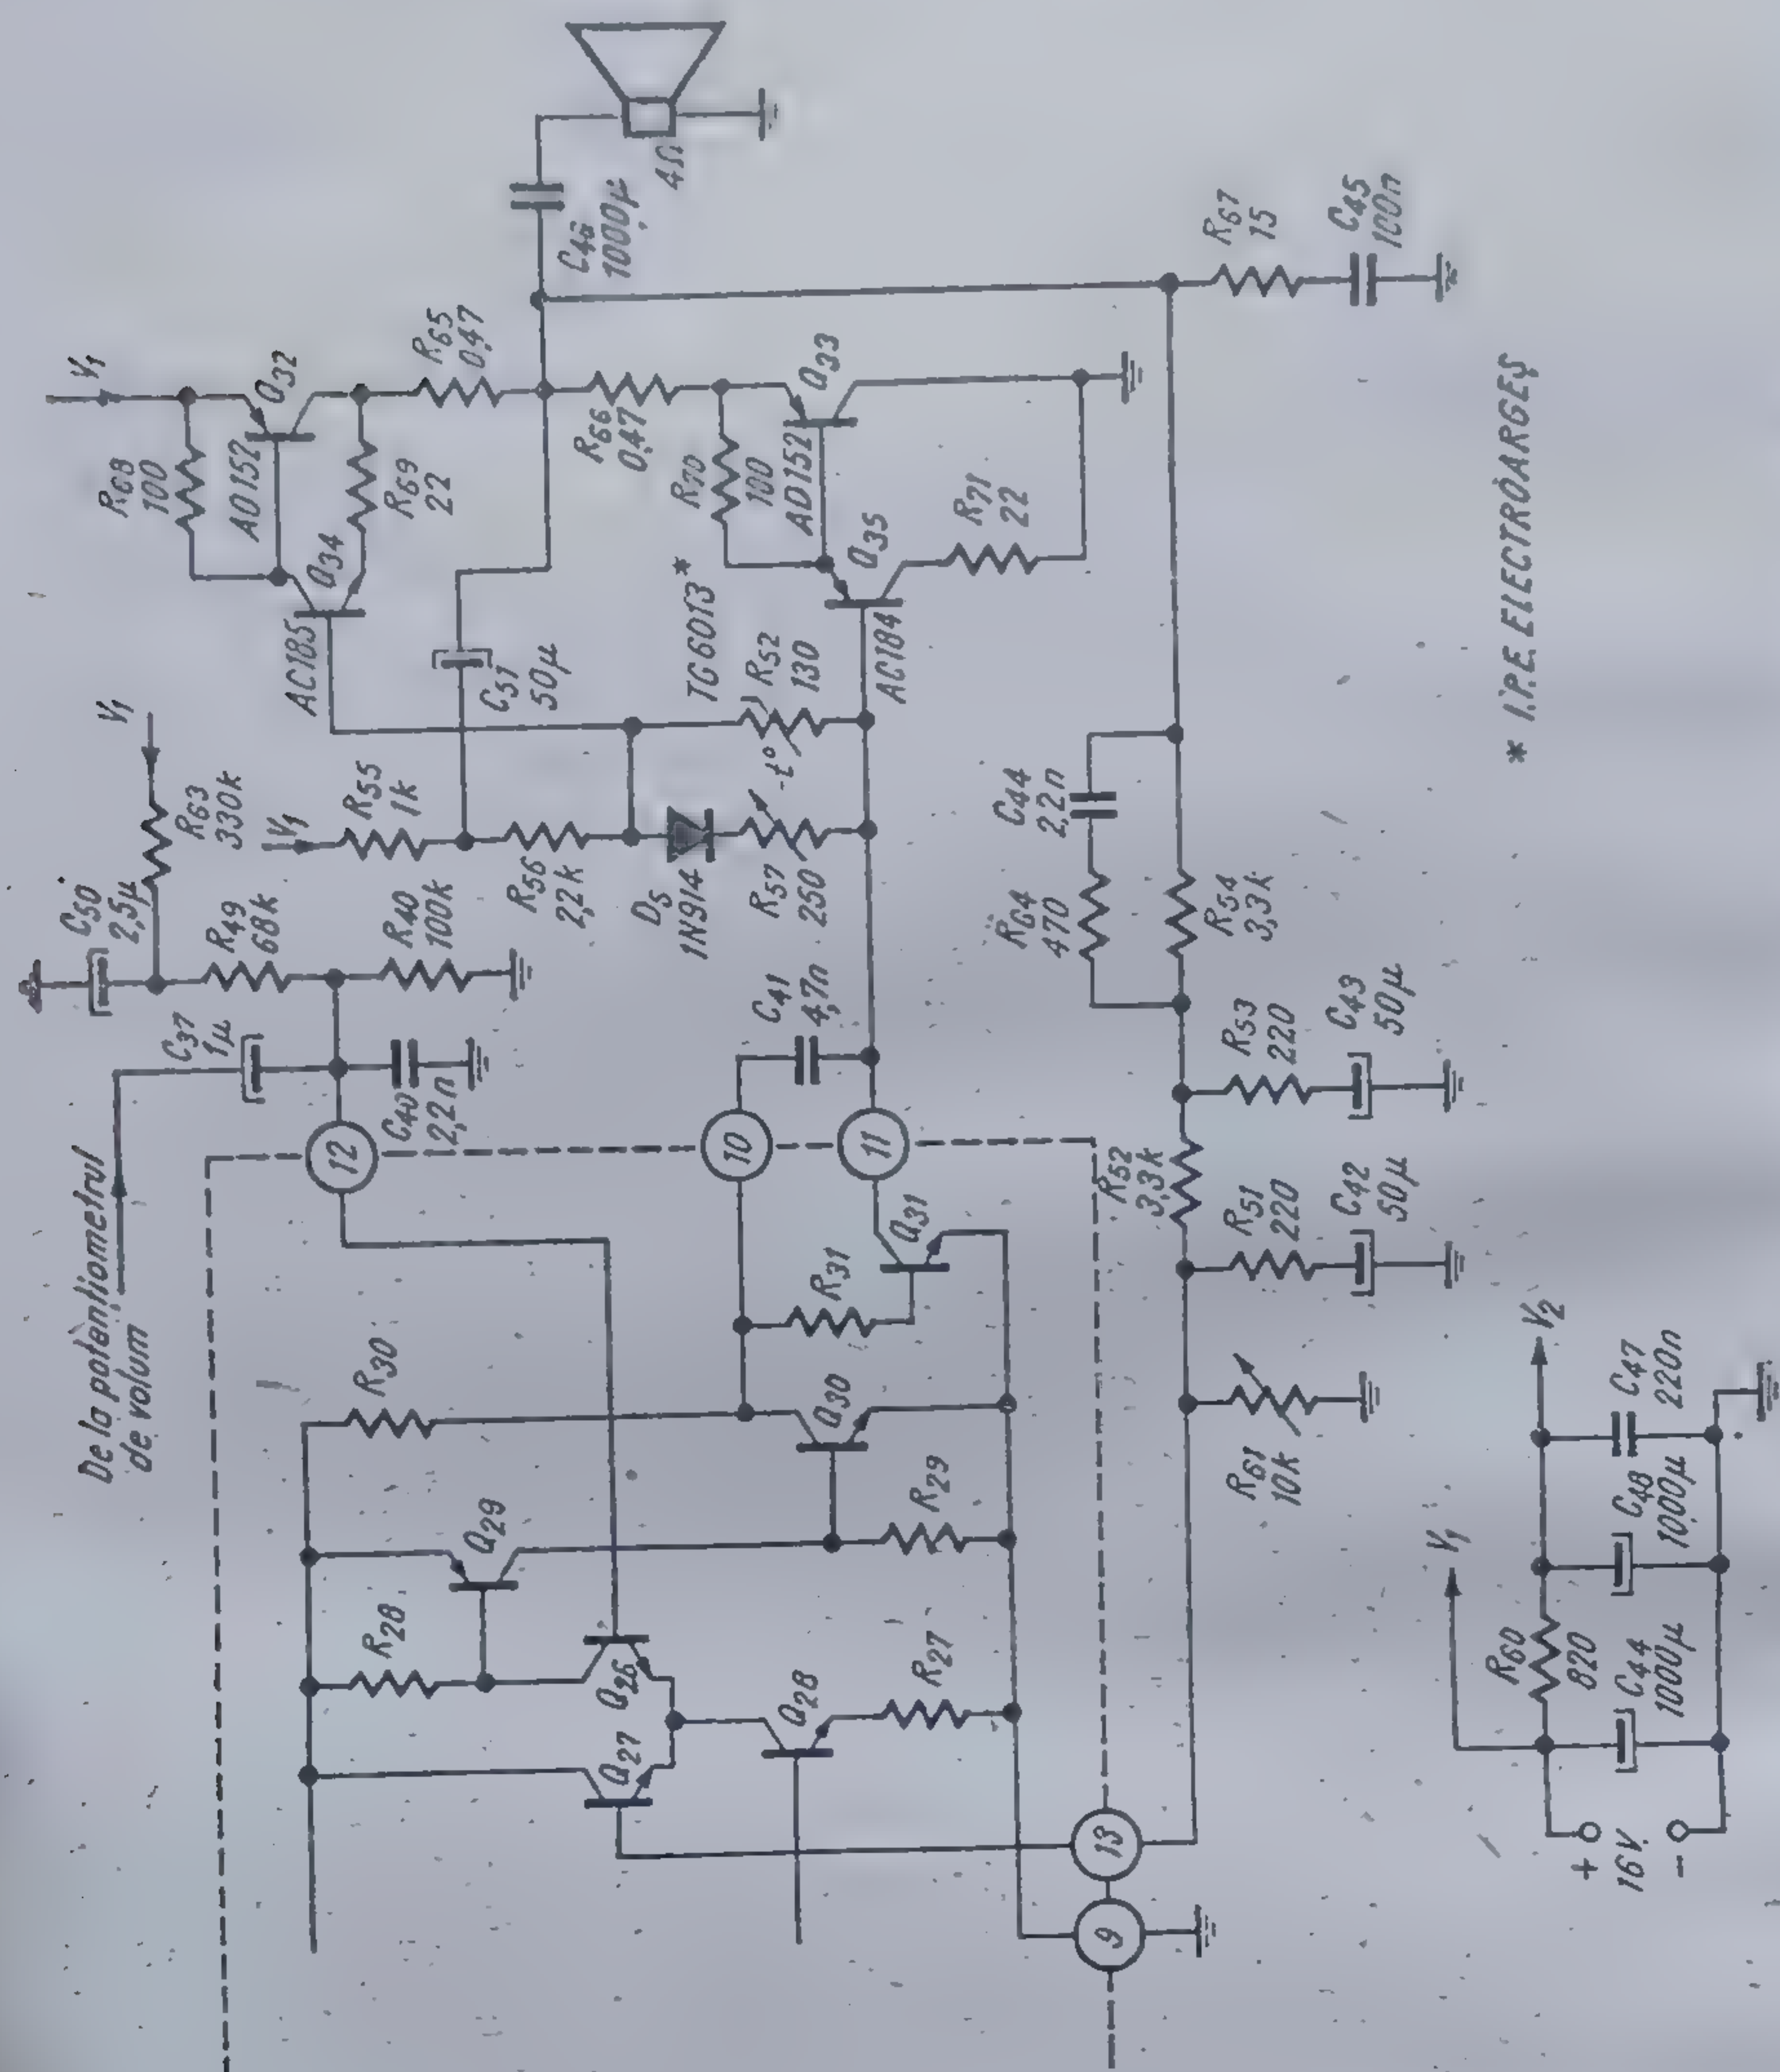 De la potențiometrul
de volum
C37
1μ
C50
2,5μ
R63
330k
V1
R49
68k
R40
100k
C40
2,2n
12
V1
R55
1k
R56
2,2k
D5
1N914
R57
250
C51
50μ
AC185
Q34
R68
100
AD152
Q32
V1
R69
22
R65
0,47
C46
1000μ
4Ω
R66
0,47
R70
100
AD152
Q33
TG6013*
R52
130
-t°
AC184
Q35
R71
22
R67
15
C45
100n
C41
4,7n
10
11
R30
Q29
R28
Q26
Q27
Q28
R27
R29
Q30
R31
Q31
13
9
R61
10k
R51
220
C42
50μ
R52
3,3k
R53
220
C43
50μ
R64
470
C44
2,2n
R54
3,3k
+
16V
-
V1
R60
820
C44
1000μ
C48
1000μ
C47
220n
V2
* I.P.E. ELECTROARGEȘ